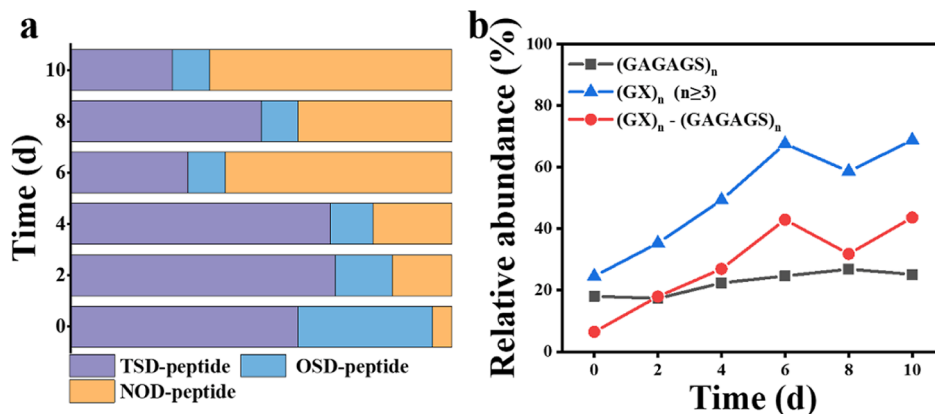 a
Time (d)
10
8
6
4
2
0
TSD-peptide
OSD-peptide
NOD-peptide
b
Relative abundance (%)
100
80
60
40
20
0
(GAGAGS)n
(GX)n (n≥3)
(GX)n - (GAGAGS)n
0 2 4 6 8 10
Time (d)